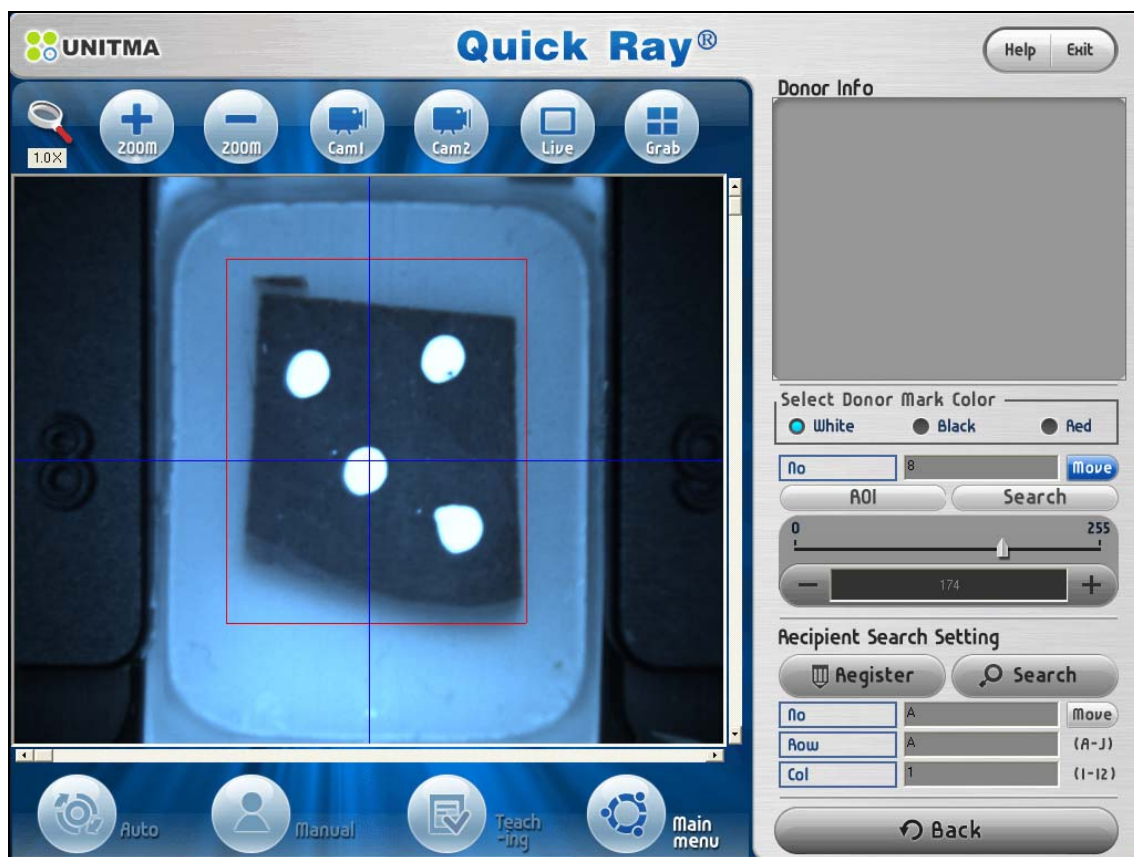 UNITMA
Quick Ray®
Help Exit
1.0X
ZOOM ZOOM Cam1 Cam2 Live Grab
Donor Info
Select Donor Mark Color
White Black Red
No 8 Move
AOI Search
0 255
174
Recipient Search Setting
Register Search
No A Move
Row A (A-J)
Col 1 (1-12)
Auto Manual Teach
-ing Main
menu
Back
8 8